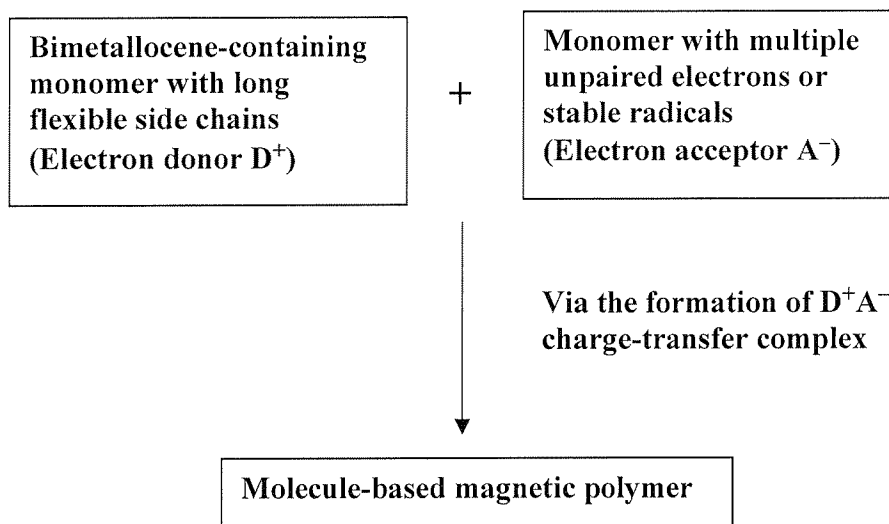 Bimetallocene-containing
monomer with long
flexible side chains
(Electron donor D⁺)
+
Monomer with multiple
unpaired electrons or
stable radicals
(Electron acceptor A⁻)
Via the formation of D⁺A⁻
charge-transfer complex
Molecule-based magnetic polymer